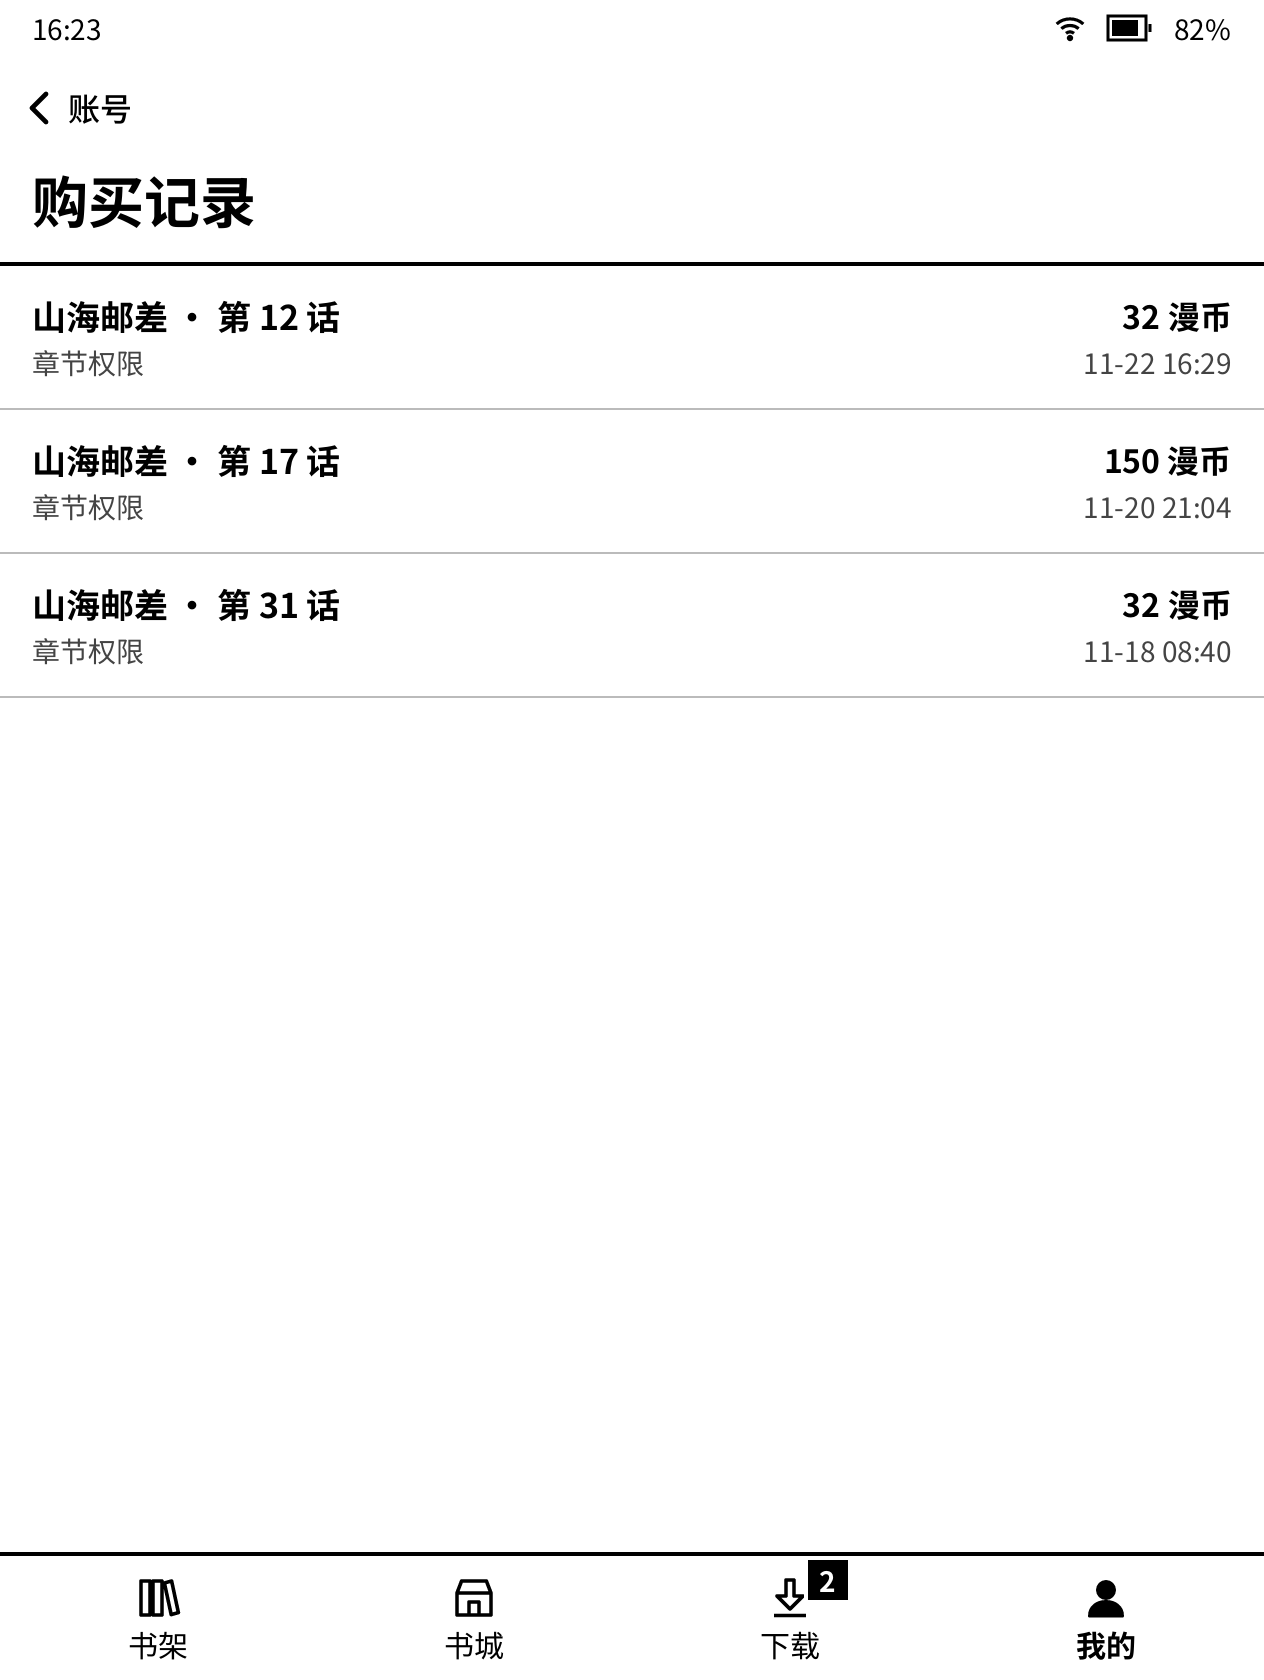 16:23 82%
账号
购买记录
山海邮差 · 第 12 话 32 漫币
章节权限 11-22 16:29
山海邮差 · 第 17 话 150 漫币
章节权限 11-20 21:04
山海邮差 · 第 31 话 32 漫币
章节权限 11-18 08:40
2
书架 书城 下载 我的